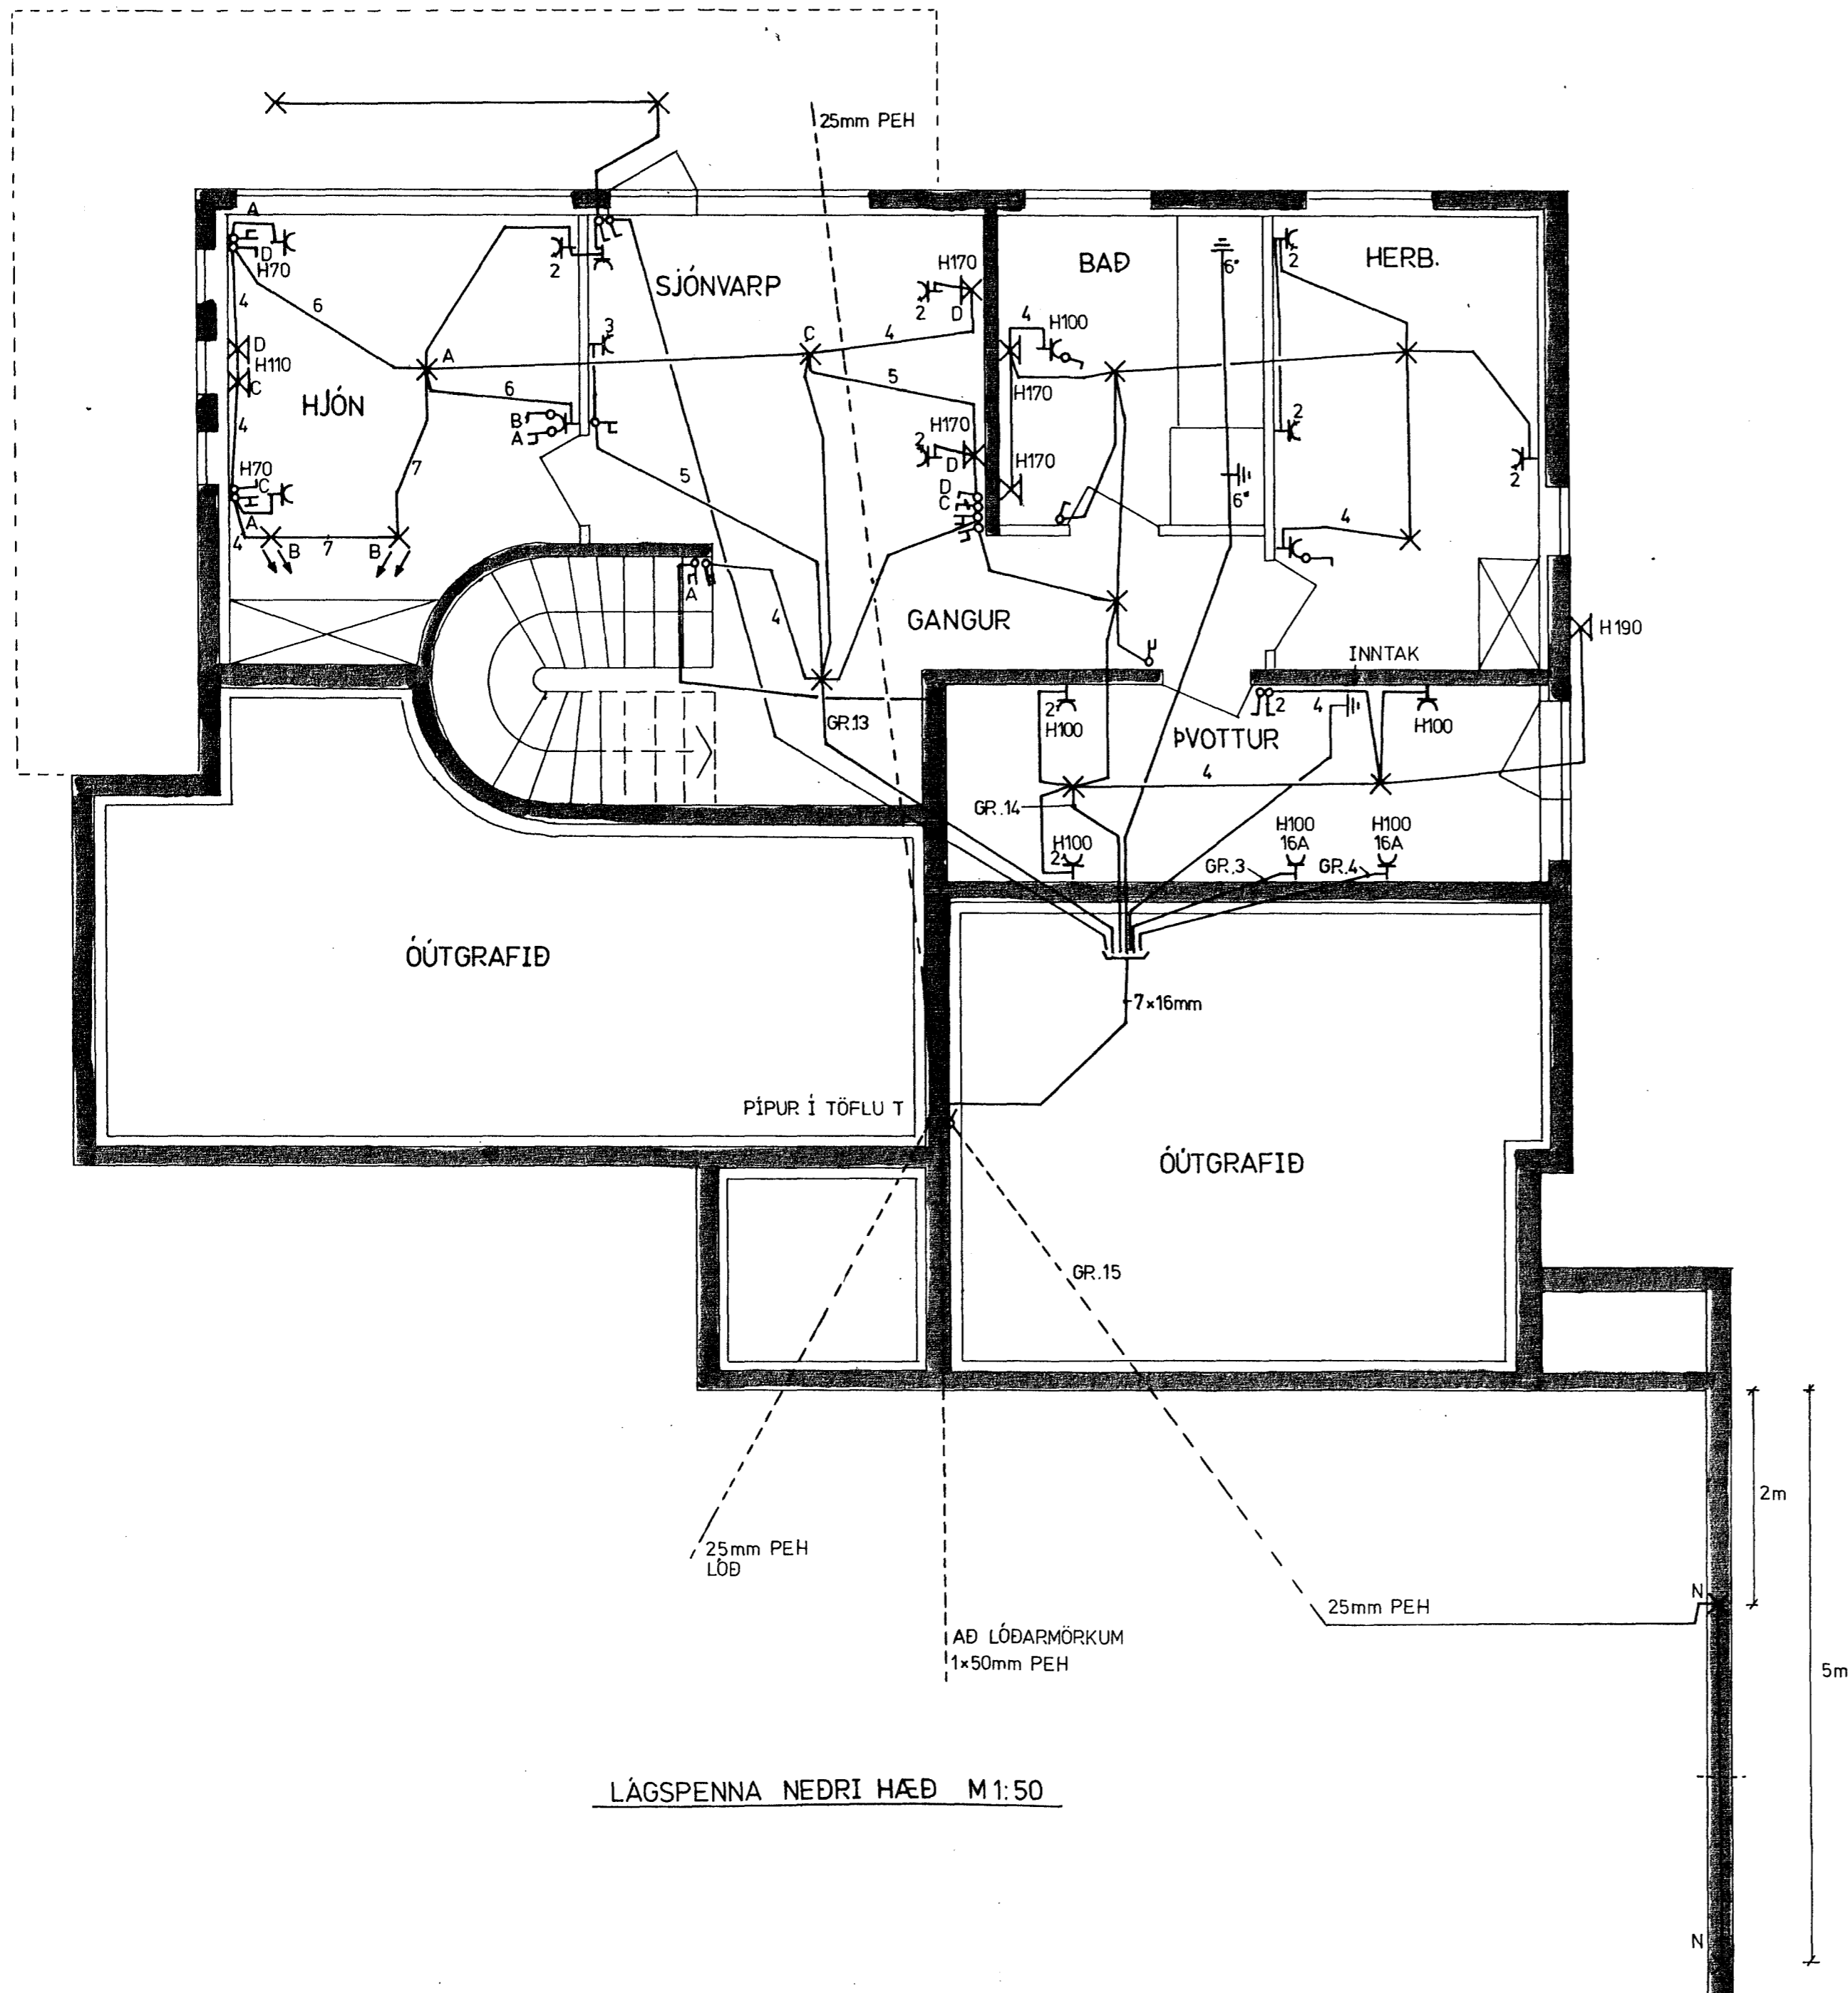 25mm PEH
A
D
H70
4
6
2
SJÓNVARP
H170
2
D
BAÐ
6"
2
HERB.
3
C
4
4
H100
D
H110
C
A
HJÓN
6
B
A
5
H170
H170
2
D
H170
2
2
4
7
5
D
C
6"
H70
C
A
4
B
7
B
4
A
4
GANGUR
H190
INNTAK
GR.13
2
H100
2
4
H100
ÞVOTTUR
4
GR.14
H100
2
H100
16A
H100
16A
GR.3
GR.4
ÓÚTGRAFIÐ
7×16mm
PÍPUR Í TÖFLU T
ÓÚTGRAFIÐ
GR.15
2m
25mm PEH
LÓÐ
N
25mm PEH
AÐ LÓÐARMÖRKUM
1×50mm PEH
5m
LÁGSPENNA NEÐRI HÆÐ M 1:50
N